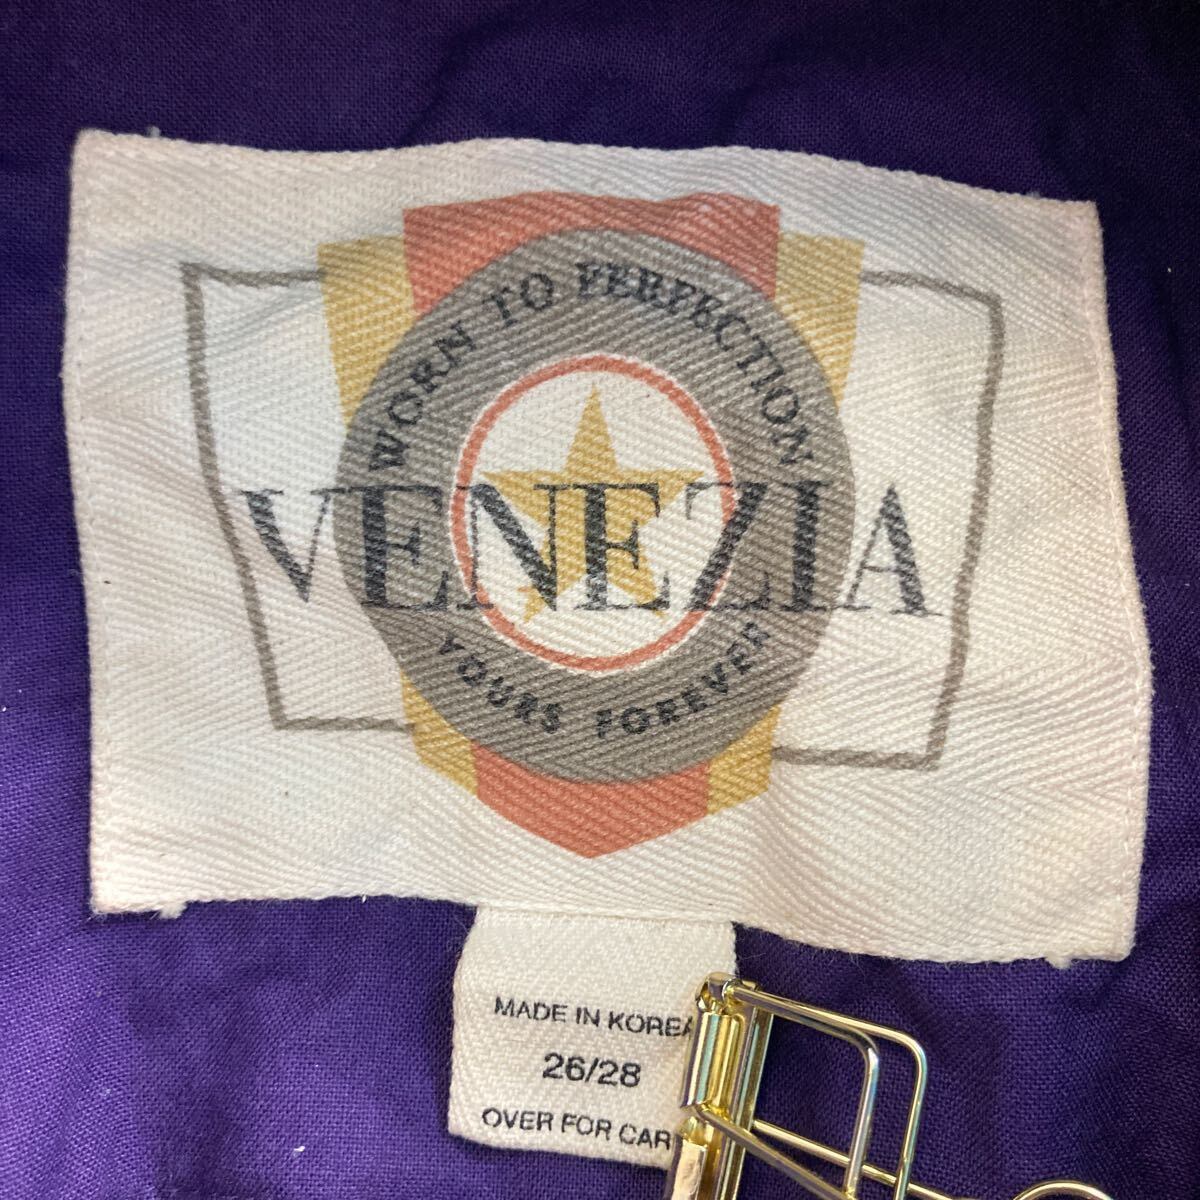 WORN TO PERFECTION
VENEZIA
YOURS FOREVER
MADE IN KOREA
26/28
OVER FOR CAR